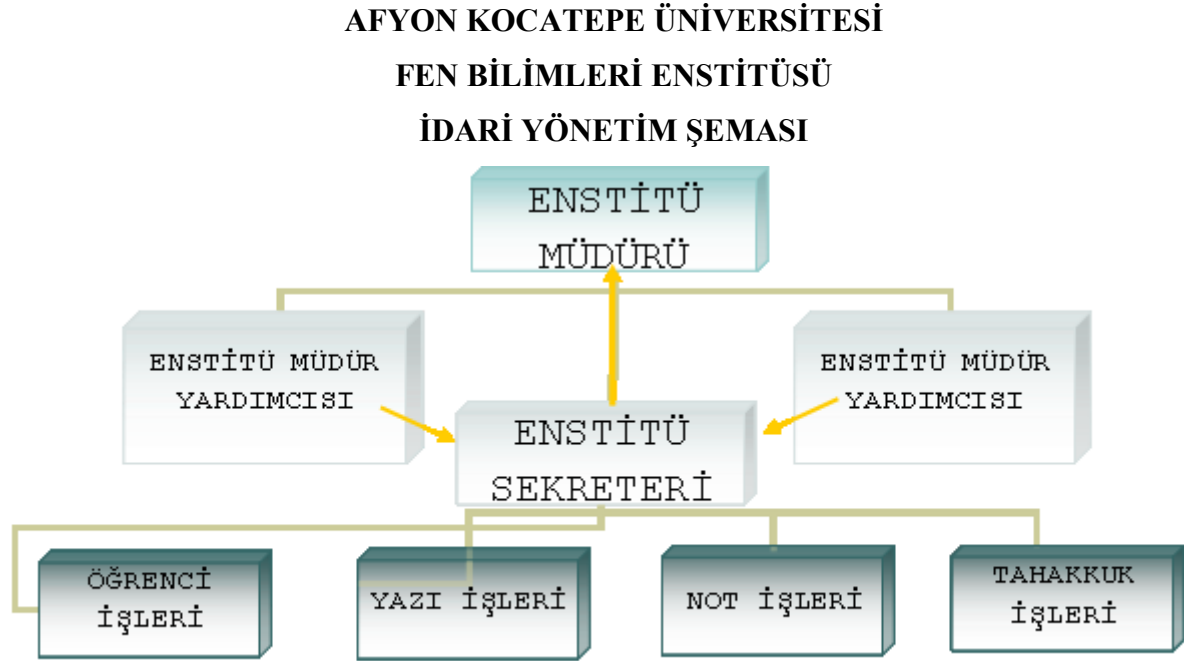 AFYON KOCATEPE ÜNİVERSİTESİ
FEN BİLİMLERİ ENSTİTÜSÜ
İDARİ YÖNETİM ŞEMASI
ENSTİTÜ
MÜDÜRÜ
ENSTİTÜ MÜDÜR
YARDIMCISI
ENSTİTÜ MÜDÜR
YARDIMCISI
ENSTİTÜ
SEKRETERİ
ÖĞRENCİ
İŞLERİ
YAZI İŞLERİ
NOT İŞLERİ
TAHAKKUK
İŞLERİ